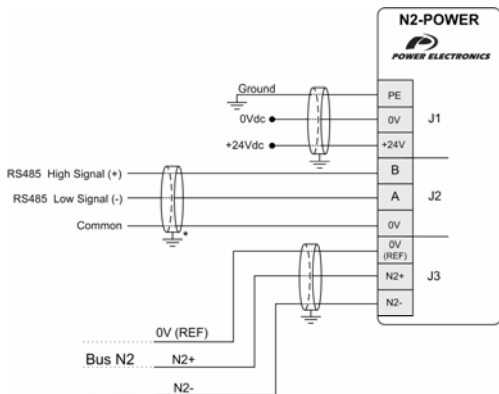 N2-POWER
POWER ELECTRONICS
Ground
PE
0Vdc
0V
J1
+24Vdc
+24V
RS485 High Signal (+)
B
RS485 Low Signal (-)
A
J2
Common
0V
*
0V
(REF)
N2+
J3
N2-
0V (REF)
Bus N2
N2+
N2-